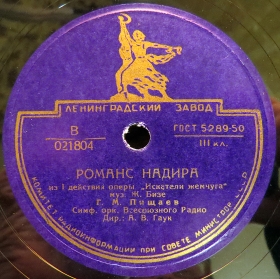 ЛЕНИНГРАДСКИЙ ЗАВОД
В
021804
ГОСТ 5289-50
III кл.
РОМАНС НАДИРА
из I действия оперы „Искатели жемчуга"
муз. Ж. Бизе
Г. М. Пищаев
Симф. орк. Всесоюзного Радио
Дир.: А. В. Гаук
КОМИТЕТ РАДИОИНФОРМАЦИИ ПРИ СОВЕТЕ МИНИСТРОВ СССР